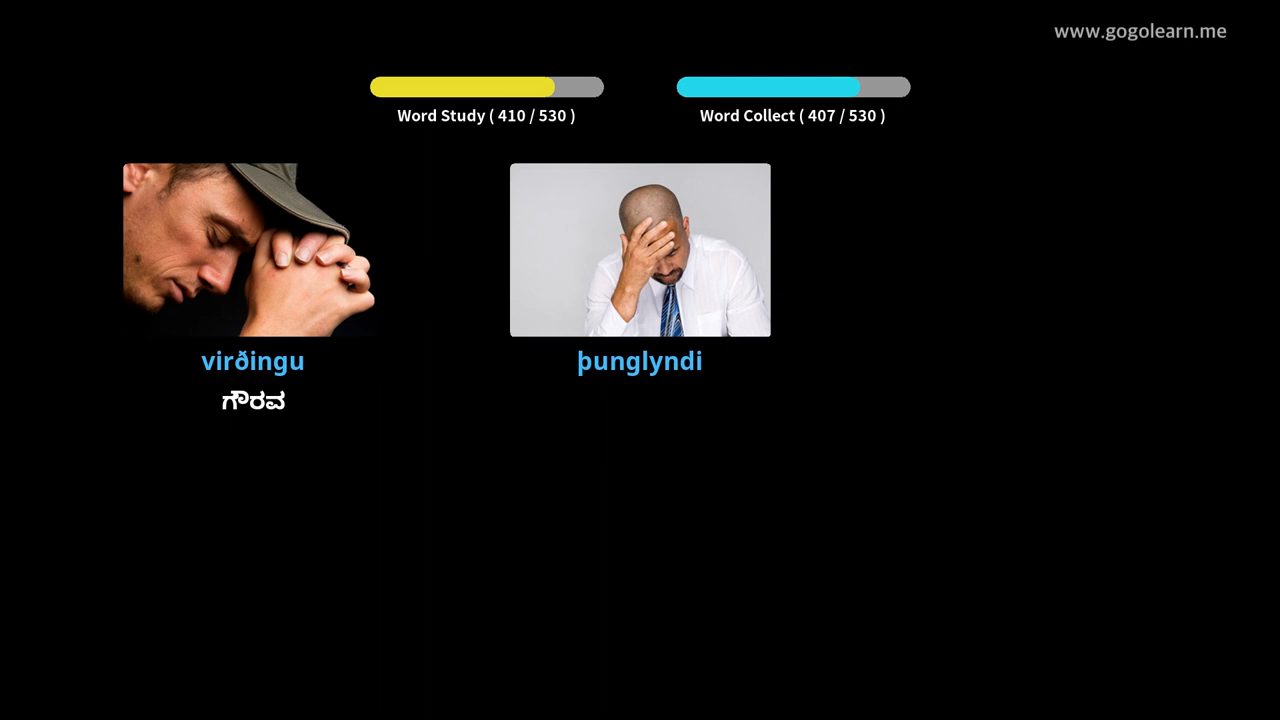 www.gogolearn.me
Word Study ( 410 / 530 )
Word Collect ( 407 / 530 )
virðingu
þunglyndi
ಗೌರವ